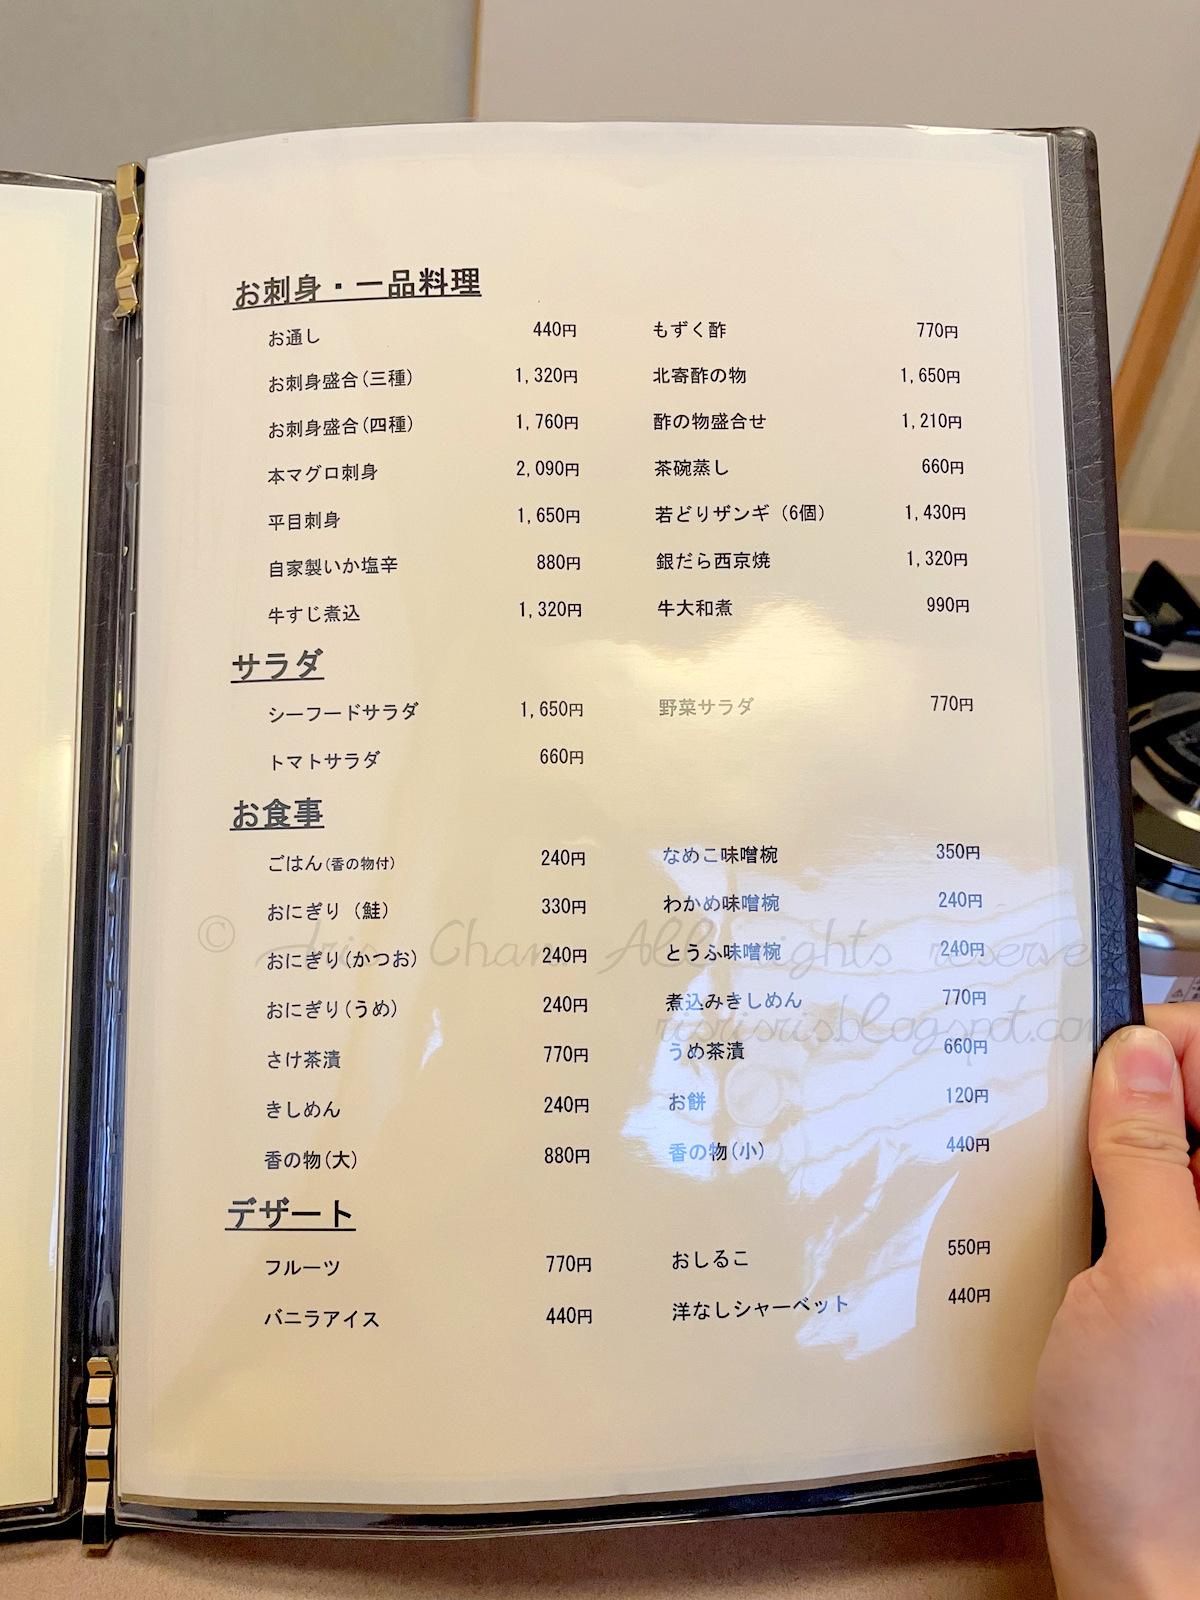 お刺身・一品料理
お通し 440円 もずく酢 770円
お刺身盛合(三種) 1,320円 北寄酢の物 1,650円
お刺身盛合(四種) 1,760円 酢の物盛合せ 1,210円
本マグロ刺身 2,090円 茶碗蒸し 660円
平目刺身 1,650円 若どりザンギ (6個) 1,430円
自家製いか塩辛 880円 銀だら西京焼 1,320円
牛すじ煮込 1,320円 牛大和煮 990円
サラダ
シーフードサラダ 1,650円 野菜サラダ 770円
トマトサラダ 660円
お食事
ごはん(香の物付) 240円 なめこ味噌椀 350円
おにぎり (鮭) 330円 わかめ味噌椀 240円
おにぎり(かつお) 240円 とうふ味噌椀 240円
おにぎり(うめ) 240円 煮込みきしめん 770円
さけ茶漬 770円 うめ茶漬 660円
きしめん 240円 お餅 120円
香の物(大) 880円 香の物(小) 440円
デザート
フルーツ 770円 おしるこ 550円
バニラアイス 440円 洋なしシャーベット 440円
© Iris Chan All rights reserve
risrisris.blogspot.com